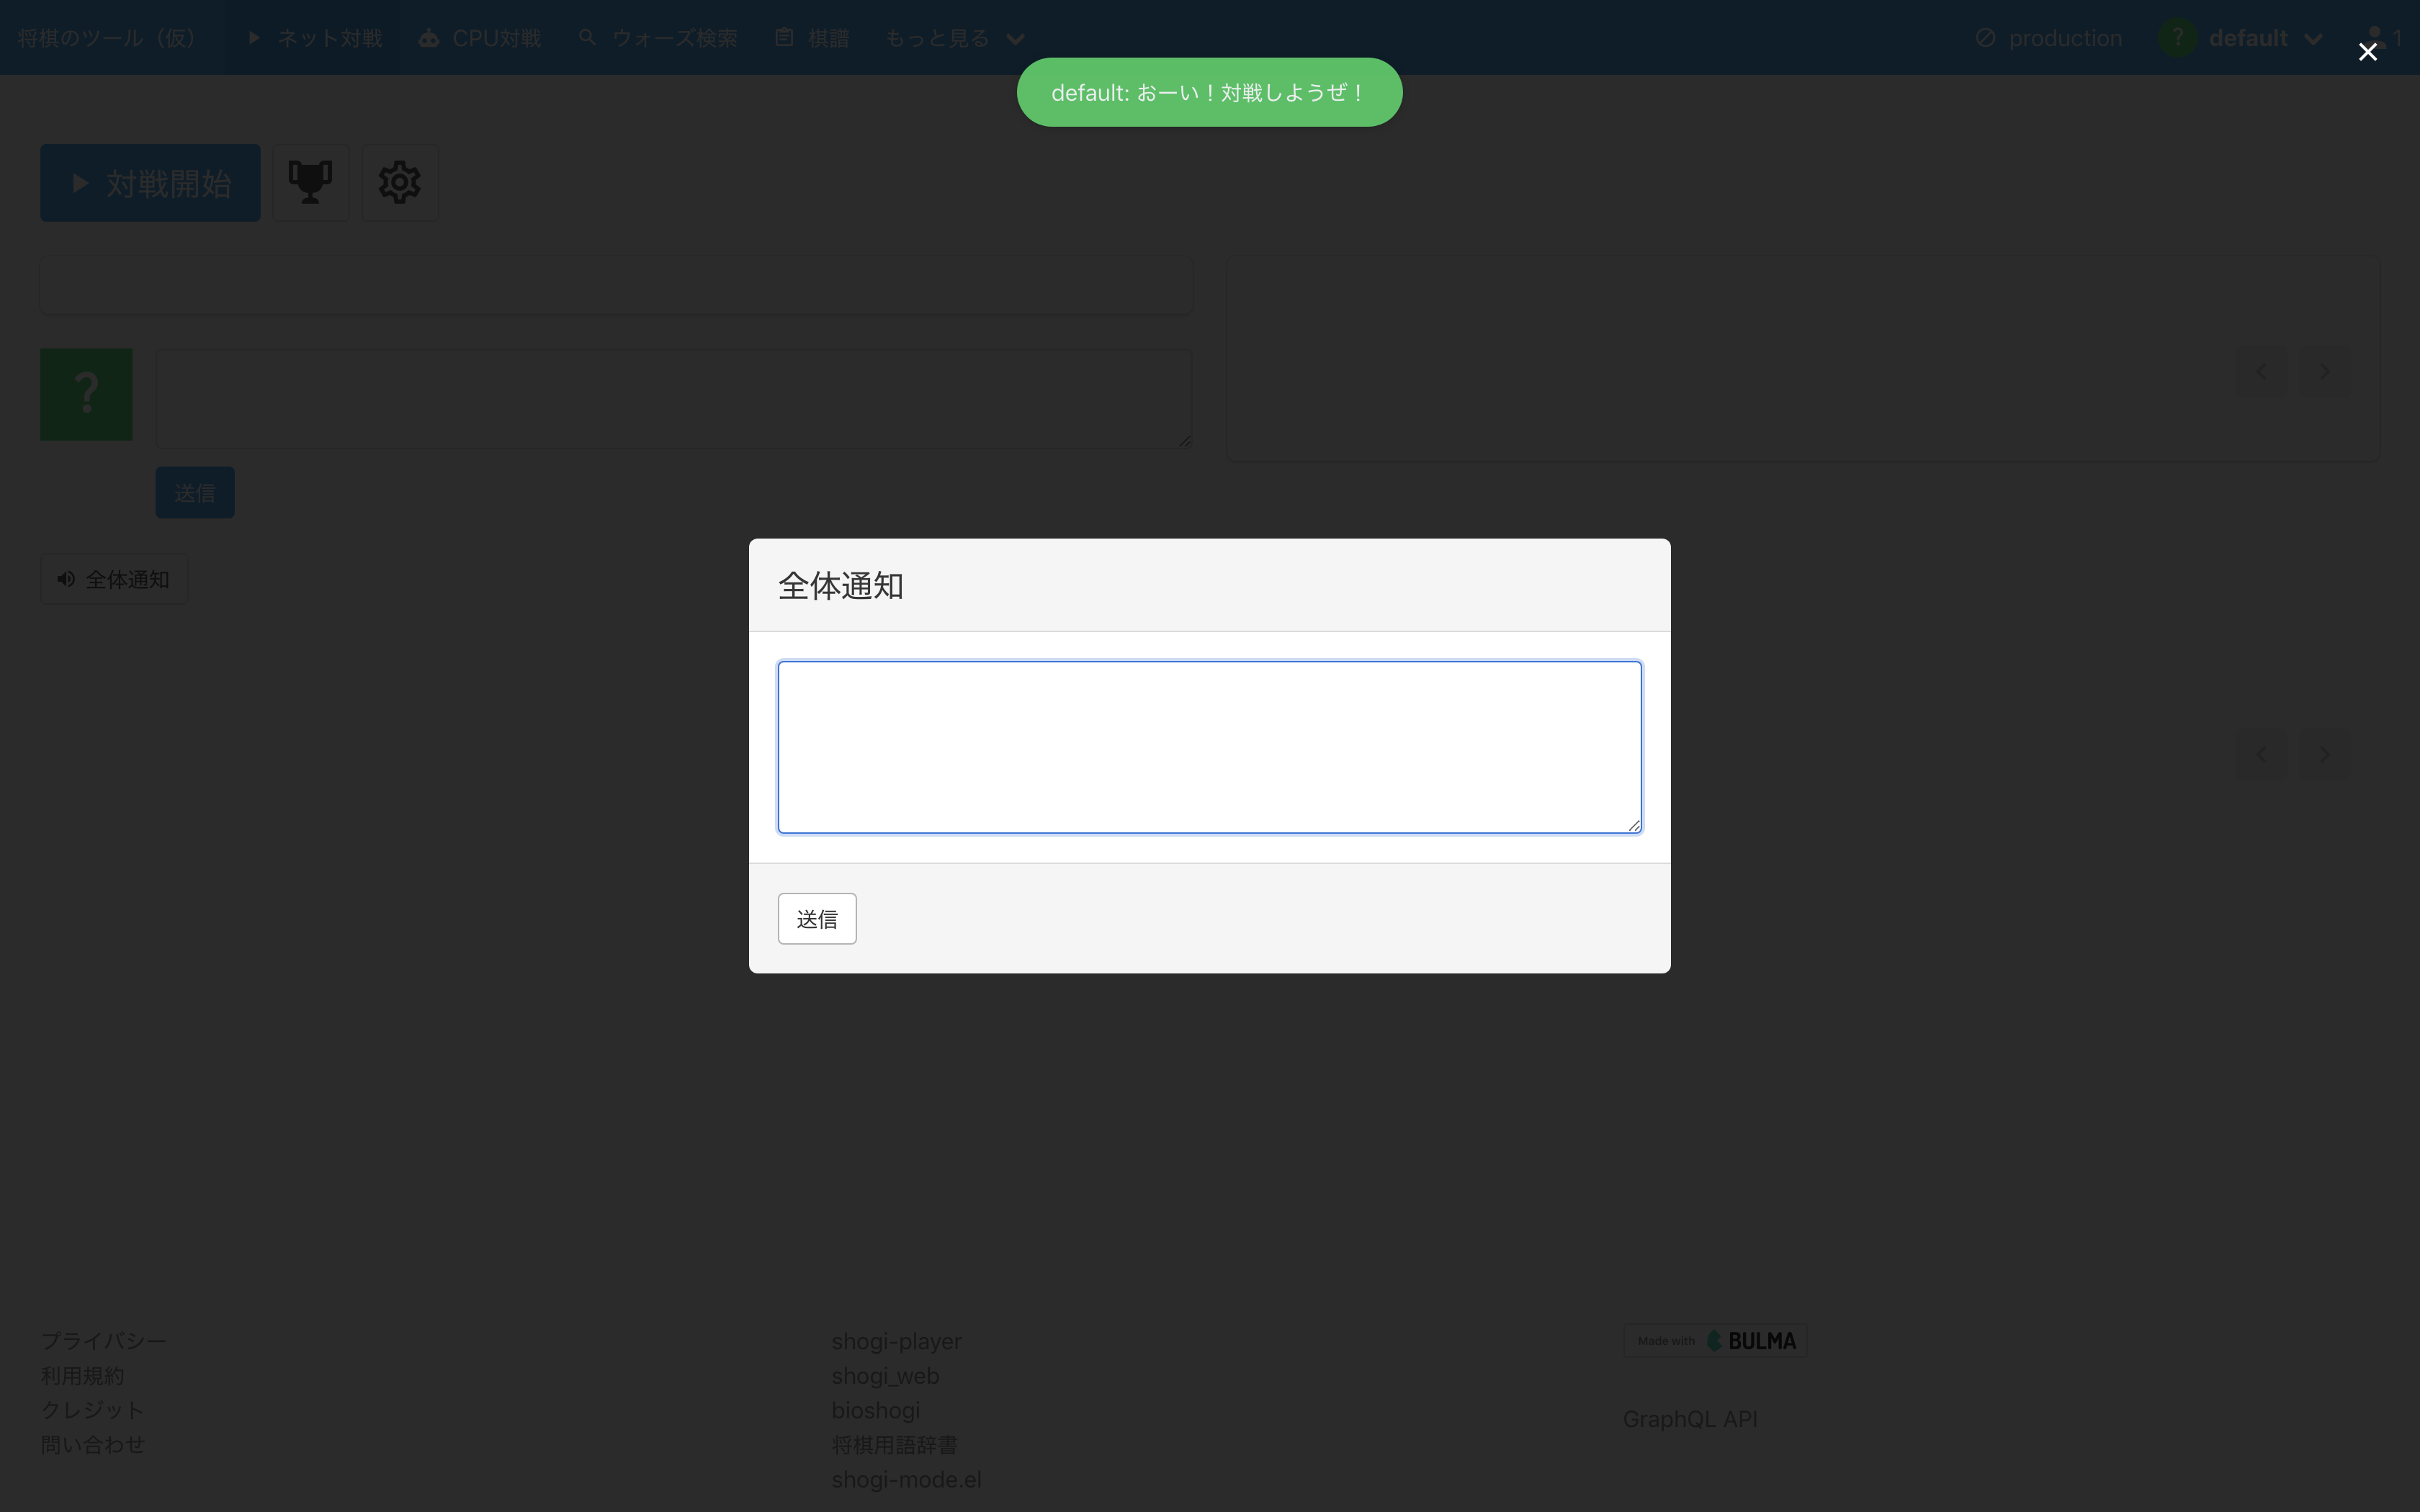 将棋のツール（仮） ネット対戦 CPU対戦 ウォーズ検索 棋譜 もっと見る production ? default 1
default: おーい！対戦しようぜ！
対戦開始
?
送信
全体通知
全体通知
送信
プライバシー
利用規約
クレジット
問い合わせ
shogi-player
shogi_web
bioshogi
将棋用語辞書
shogi-mode.el
Made with BULMA
GraphQL API